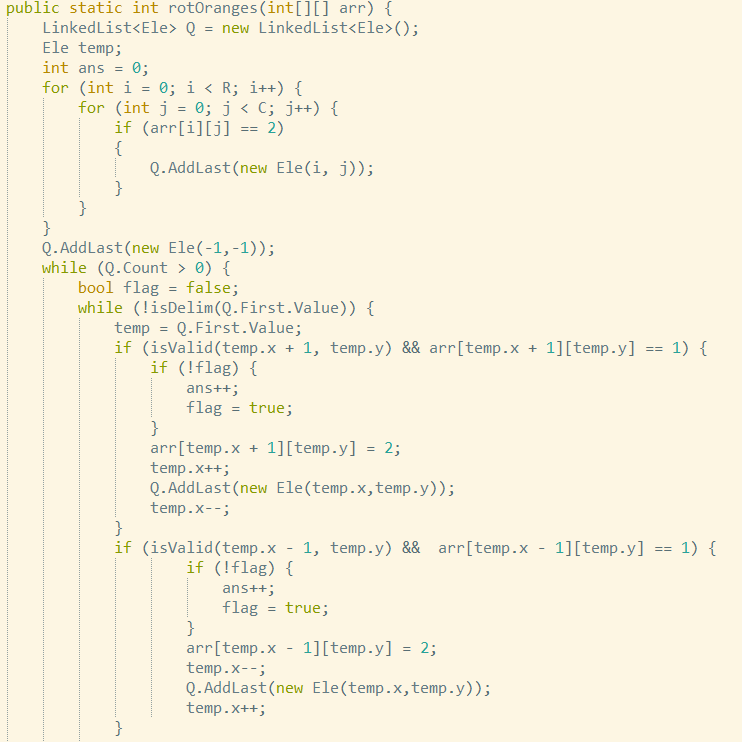 public static int rotOranges(int[][] arr) {
    LinkedList<Ele> Q = new LinkedList<Ele>();
    Ele temp;
    int ans = 0;
    for (int i = 0; i < R; i++) {
        for (int j = 0; j < C; j++) {
            if (arr[i][j] == 2)
            {
                Q.AddLast(new Ele(i, j));
            }
        }
    }
    Q.AddLast(new Ele(-1,-1));
    while (Q.Count > 0) {
        bool flag = false;
        while (!isDelim(Q.First.Value)) {
            temp = Q.First.Value;
            if (isValid(temp.x + 1, temp.y) && arr[temp.x + 1][temp.y] == 1) {
                if (!flag) {
                    ans++;
                    flag = true;
                }
                arr[temp.x + 1][temp.y] = 2;
                temp.x++;
                Q.AddLast(new Ele(temp.x,temp.y));
                temp.x--;
            }
            if (isValid(temp.x - 1, temp.y) &&  arr[temp.x - 1][temp.y] == 1) {
                    if (!flag) {
                        ans++;
                        flag = true;
                    }
                    arr[temp.x - 1][temp.y] = 2;
                    temp.x--;
                    Q.AddLast(new Ele(temp.x,temp.y));
                    temp.x++;
            }